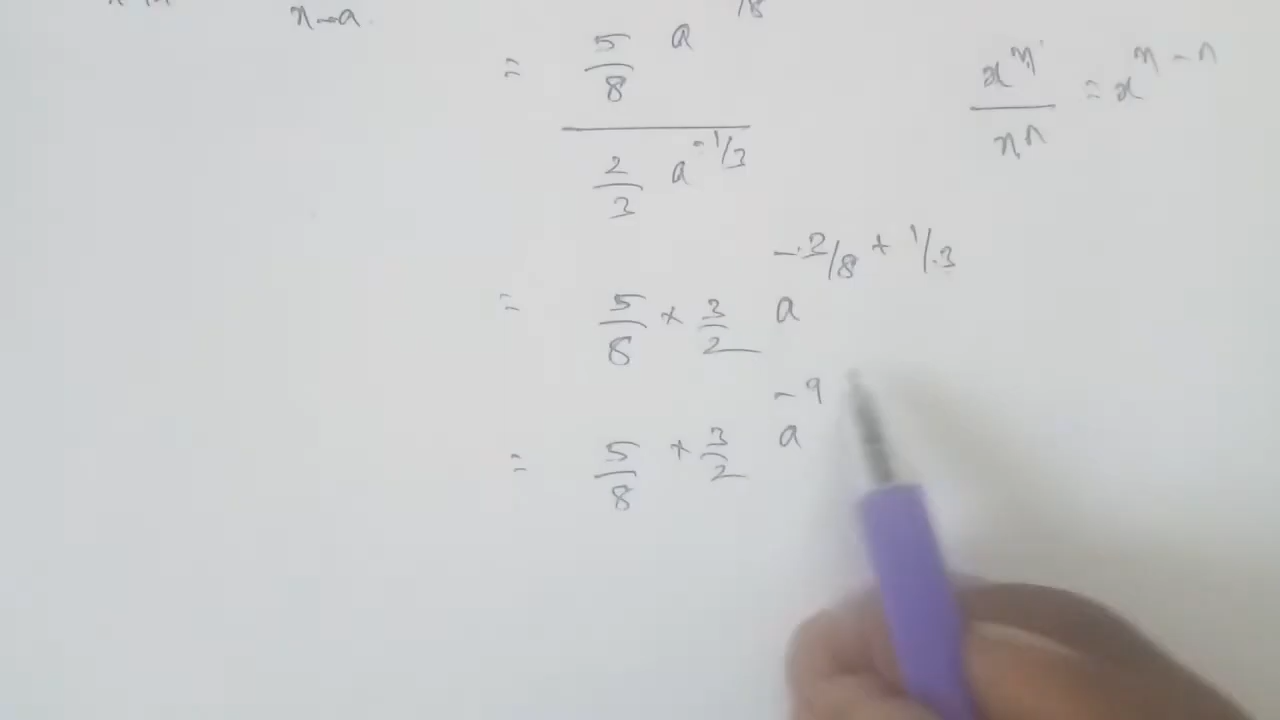 x→a
= 5/8 a /8
2/3 a^-1/3
x^m / x^n = x^m-n
= 5/8 × 3/2 a^-3/8 + 1/3
= 5/8 × 3/2 a^-9